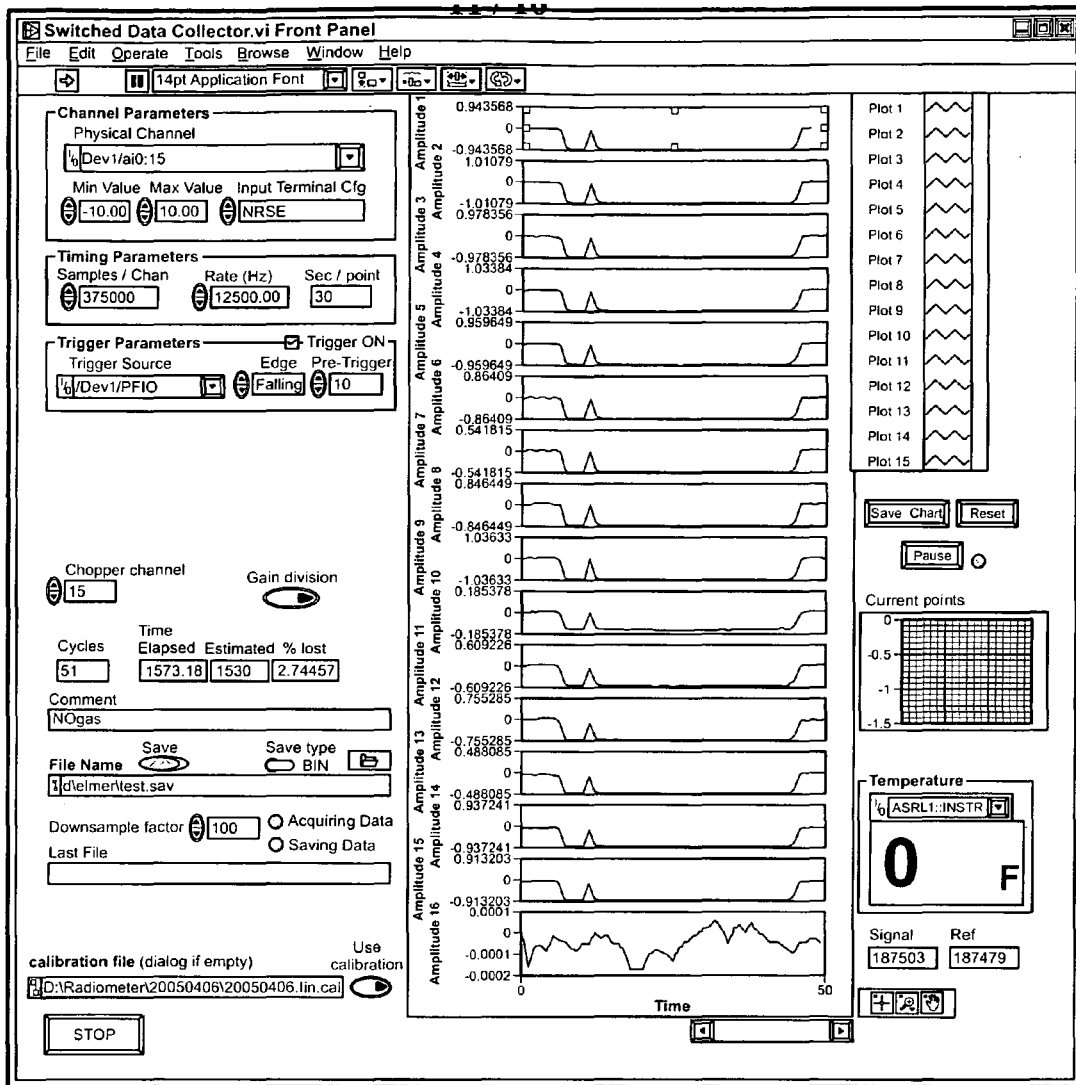 Switched Data Collector.vi Front Panel
File Edit Operate Tools Browse Window Help
14pt Application Font
Channel Parameters
Physical Channel
Dev1/ai0:15
Min Value Max Value Input Terminal Cfg
-10.00 10.00 NRSE
Timing Parameters
Samples / Chan Rate (Hz) Sec / point
375000 12500.00 30
Trigger Parameters Trigger ON
Trigger Source Edge Pre-Trigger
/Dev1/PFIO Falling 10
Chopper channel
15
Gain division
Cycles Time Elapsed Estimated % lost
51 1573.18 1530 2.74457
Comment
NOgas
File Name Save Save type
BIN
d\elmer\test.sav
Downsample factor 100 Acquiring Data
Saving Data
Last File
calibration file (dialog if empty) Use calibration
D:\Radiometer\20050406\20050406.lin.cal
STOP
Amplitude 1
0.943568
0
-0.943568
Amplitude 2
1.01079
0
-1.01079
Amplitude 3
0.978356
0
-0.978356
Amplitude 4
1.03384
0
-1.03384
Amplitude 5
0.959649
0
-0.959649
Amplitude 6
0.86409
0
-0.86409
Amplitude 7
0.541815
0
-0.541815
Amplitude 8
0.846449
0
-0.846449
Amplitude 9
1.03633
0
-1.03633
Amplitude 10
0.185378
0
-0.185378
Amplitude 11
0.609226
0
-0.609226
Amplitude 12
0.755285
0
-0.755285
Amplitude 13
0.488085
0
-0.488085
Amplitude 14
0.937241
0
-0.937241
Amplitude 15
0.913203
0
-0.913203
Amplitude 16
0.0001
0
-0.0001
-0.0002
0 50
Time
Plot 1
Plot 2
Plot 3
Plot 4
Plot 5
Plot 6
Plot 7
Plot 8
Plot 9
Plot 10
Plot 11
Plot 12
Plot 13
Plot 14
Plot 15
Save Chart Reset
Pause
Current points
0
-0.5
-1
-1.5
Temperature
ASRL1::INSTR
0 F
Signal Ref
187503 187479